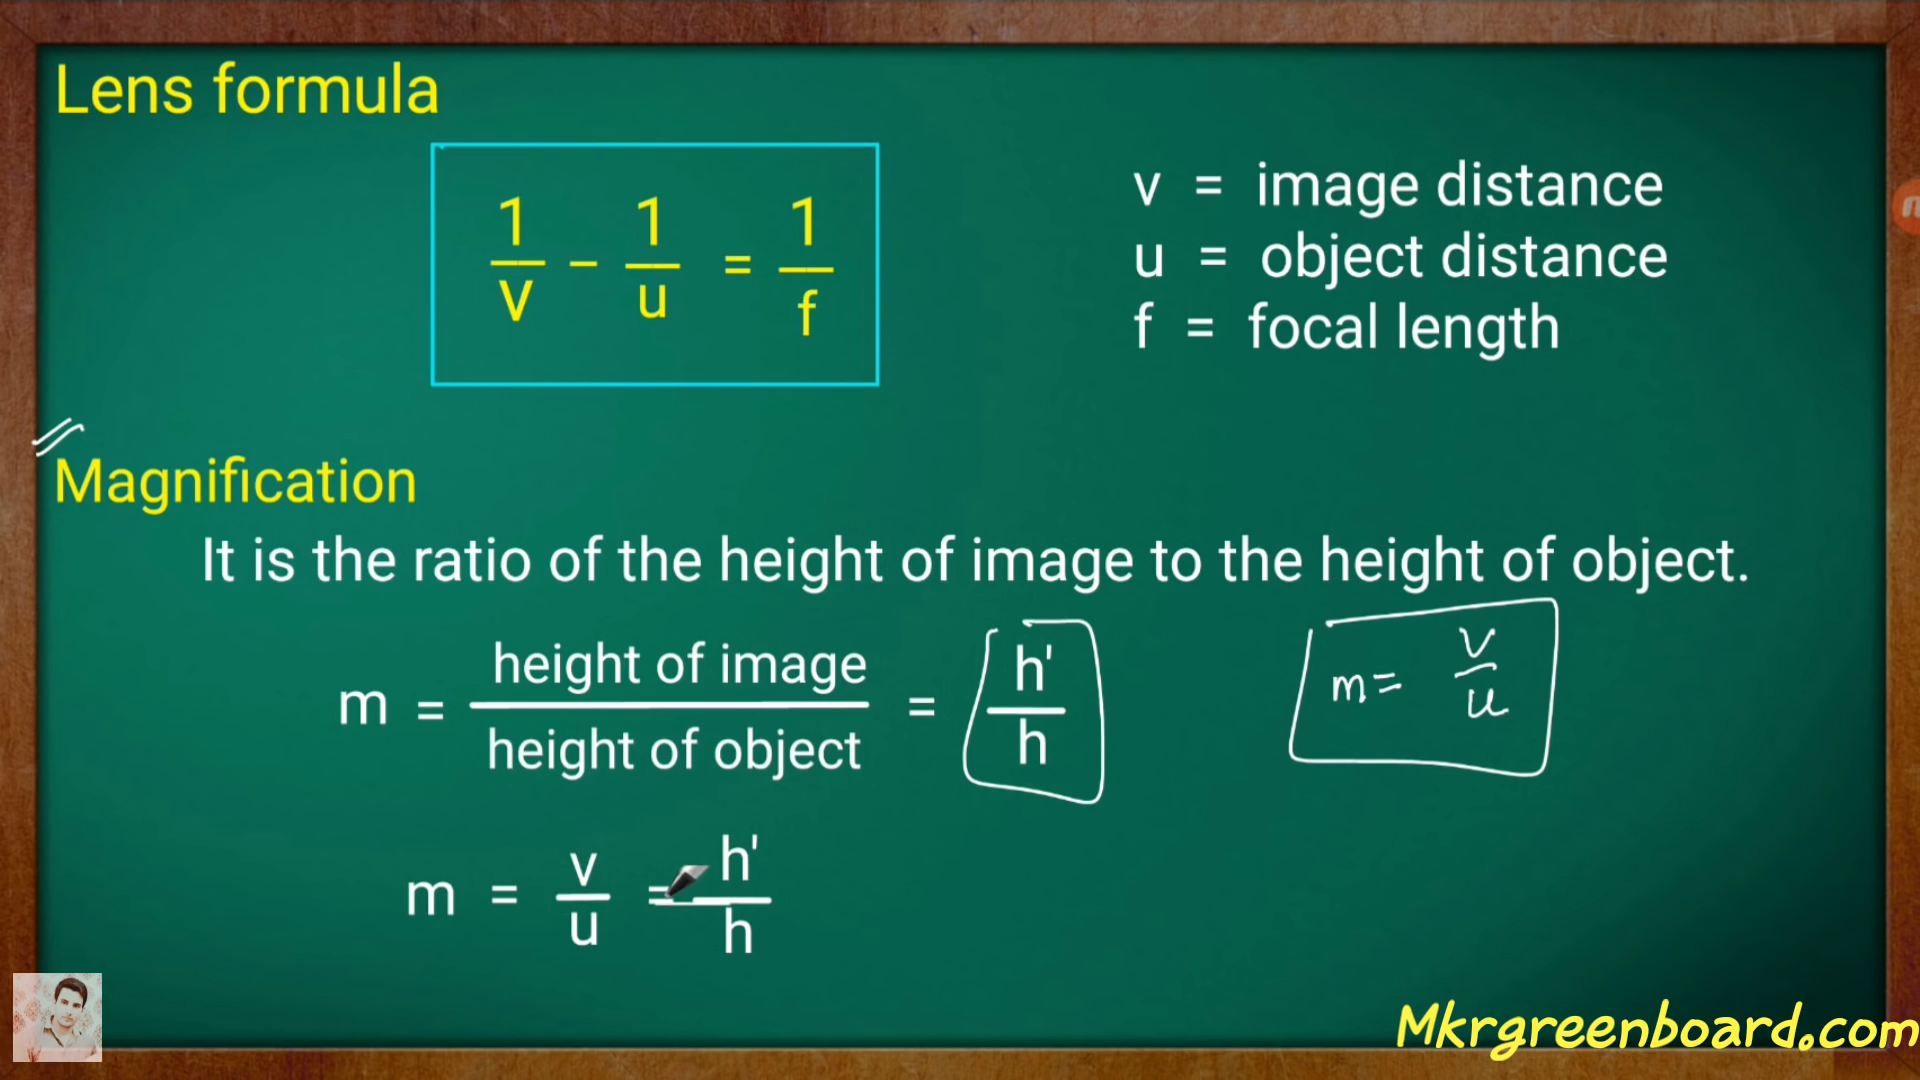 Lens formula
1/v − 1/u = 1/f
v = image distance
u = object distance
f = focal length
Magnification
It is the ratio of the height of image to the height of object.
m = height of image / height of object = h'/h
m = v/u
m = v/u = h'/h
Mkrgreenboard.com